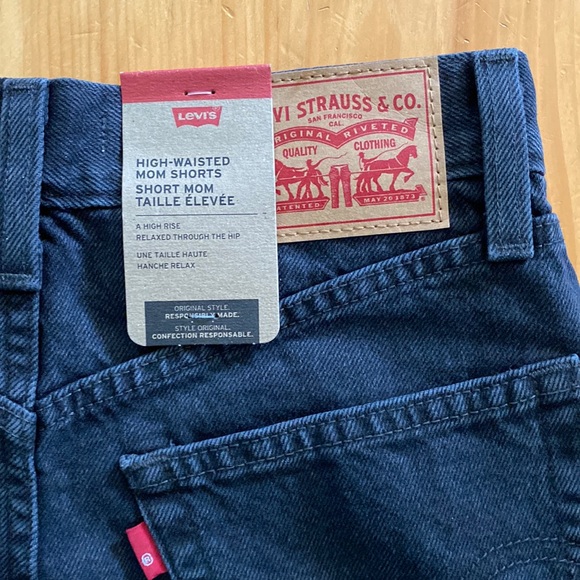 LEVI'S
HIGH-WAISTED
MOM SHORTS
SHORT MOM
TAILLE ÉLEVÉE
A HIGH RISE
RELAXED THROUGH THE HIP
UNE TAILLE HAUTE
HANCHE RELAX
ORIGINAL STYLE.
RESPONSIBLY MADE.
STYLE ORIGINAL.
CONFECTION RESPONSABLE.
VI STRAUSS & CO.
SAN FRANCISCO
CAL.
ORIGINAL RIVETED
QUALITY CLOTHING
PATENTED MAY 20 1873
®